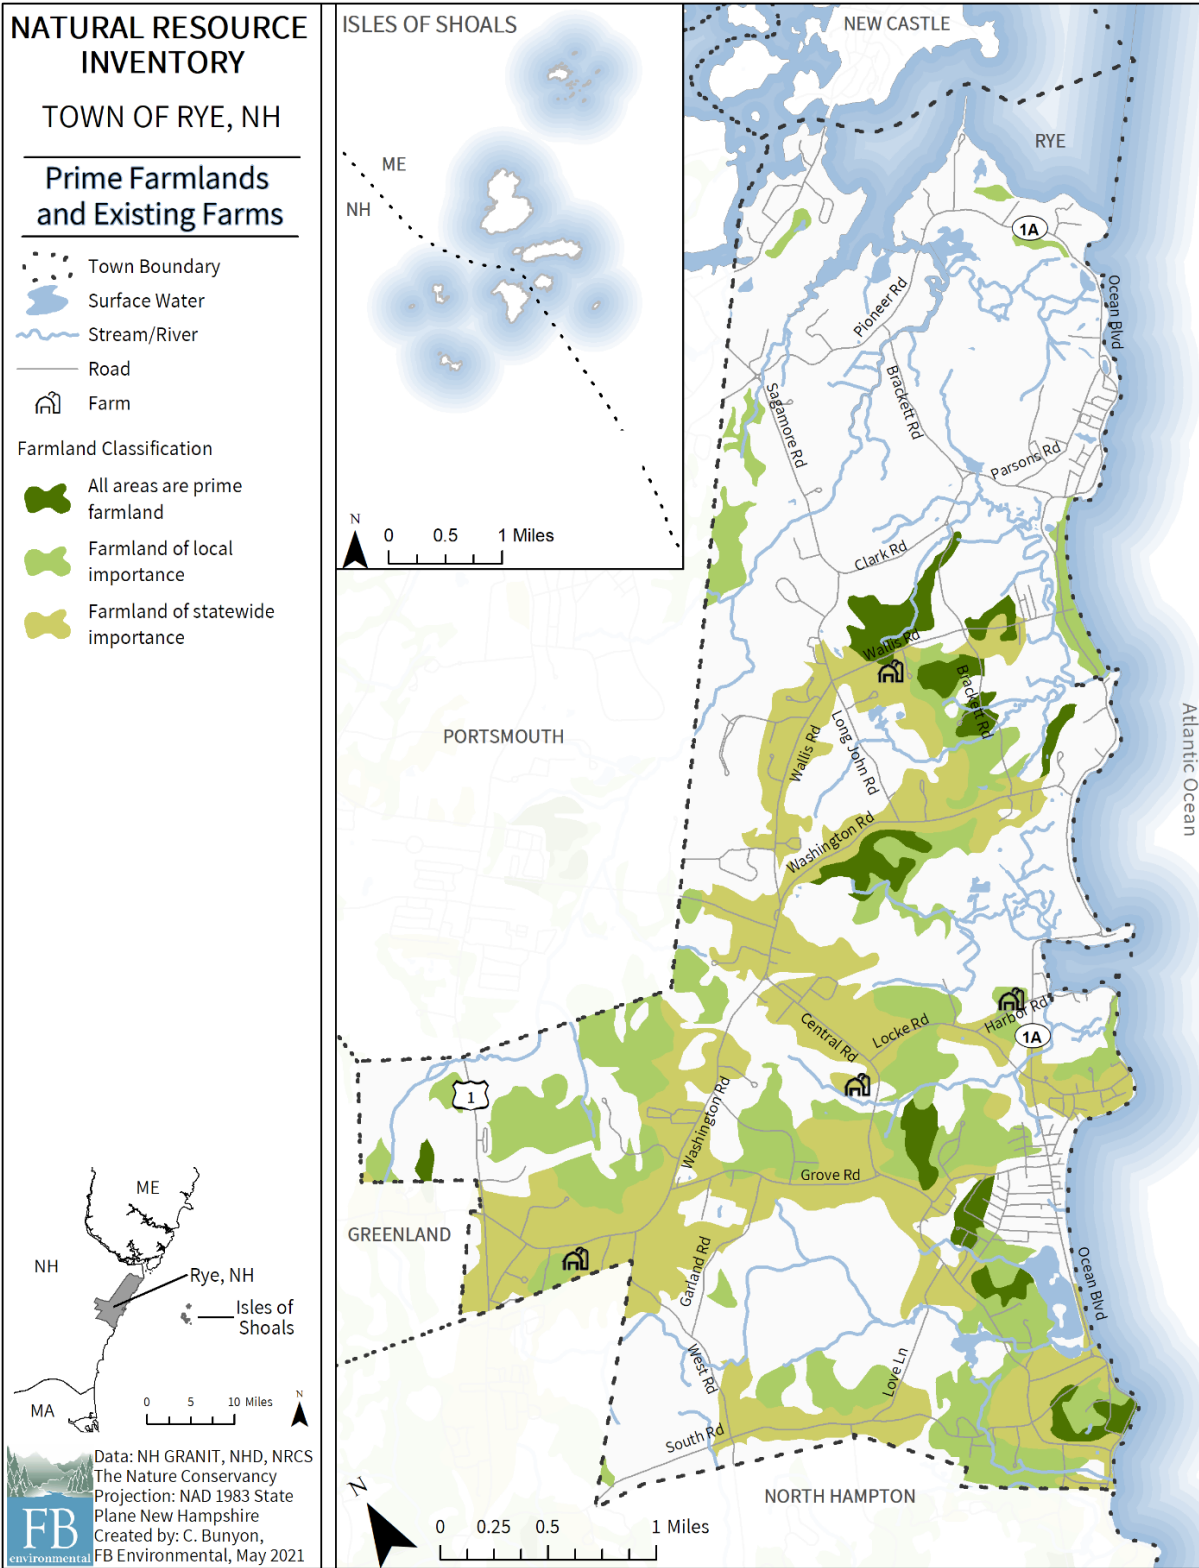 NATURAL RESOURCE
INVENTORY
TOWN OF RYE, NH
Prime Farmlands
and Existing Farms
Town Boundary
Surface Water
Stream/River
Road
Farm
Farmland Classification
All areas are prime
farmland
Farmland of local
importance
Farmland of statewide
importance
ME
NH
Rye, NH
Isles of
Shoals
MA
0 5 10 Miles
N
FB
environmental
Data: NH GRANIT, NHD, NRCS
The Nature Conservancy
Projection: NAD 1983 State
Plane New Hampshire
Created by: C. Bunyon,
FB Environmental, May 2021
ISLES OF SHOALS
ME
NH
N
0 0.5 1 Miles
NEW CASTLE
RYE
1A
Ocean Blvd
Pioneer Rd
Brackett Rd
Sagamore Rd
Parsons Rd
Clark Rd
Wallis Rd
Brackett Rd
Long John Rd
Wallis Rd
PORTSMOUTH
Atlantic Ocean
Washington Rd
Central Rd
Locke Rd
Harbor Rd
1A
1
Washington Rd
Grove Rd
GREENLAND
Garland Rd
Ocean Blvd
West Rd
Love Ln
South Rd
NORTH HAMPTON
N
0 0.25 0.5 1 Miles